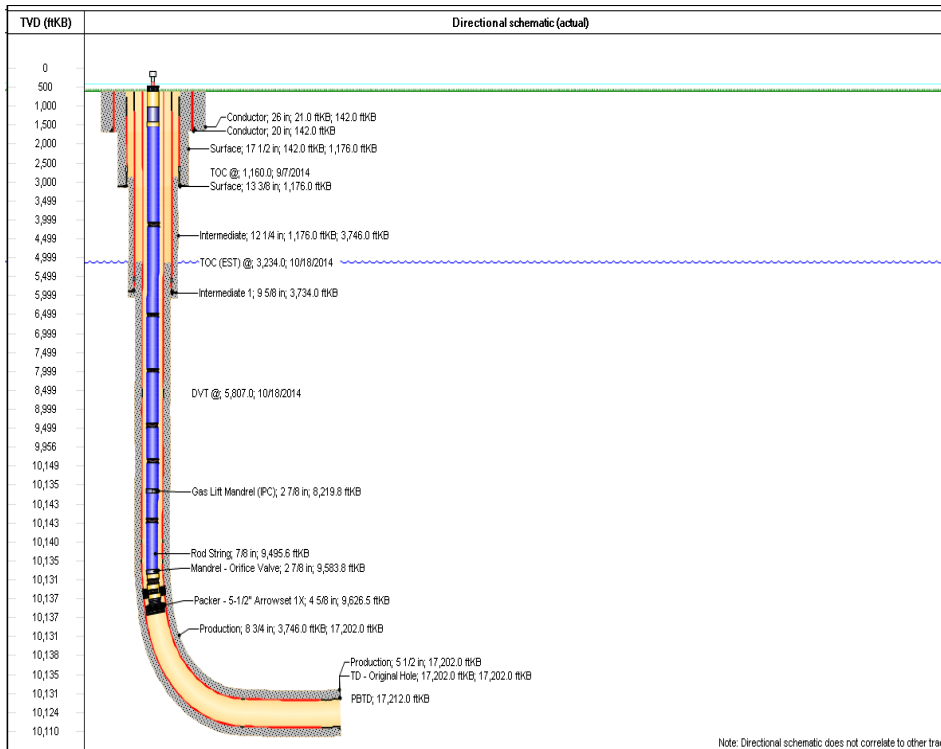 TVD (ftKB)
Directional schematic (actual)
0
500
1,000
1,500
2,000
2,500
3,000
3,499
3,999
4,499
4,999
5,499
5,999
6,499
6,999
7,499
7,999
8,499
8,999
9,499
9,956
10,149
10,135
10,143
10,143
10,140
10,135
10,131
10,137
10,137
10,131
10,138
10,135
10,131
10,124
10,110
Conductor; 26 in; 21.0 ftKB; 142.0 ftKB
Conductor; 20 in; 142.0 ftKB
Surface; 17 1/2 in; 142.0 ftKB; 1,176.0 ftKB
TOC @; 1,160.0; 9/7/2014
Surface; 13 3/8 in; 1,176.0 ftKB
Intermediate; 12 1/4 in; 1,176.0 ftKB; 3,746.0 ftKB
TOC (EST) @; 3,234.0; 10/18/2014
Intermediate 1; 9 5/8 in; 3,734.0 ftKB
DVT @; 5,807.0; 10/18/2014
Gas Lift Mandrel (IPC); 2 7/8 in; 8,219.8 ftKB
Rod String; 7/8 in; 9,495.6 ftKB
Mandrel - Orifice Valve; 2 7/8 in; 9,583.8 ftKB
Packer - 5-1/2" Arrowset 1X; 4 5/8 in; 9,626.5 ftKB
Production; 8 3/4 in; 3,746.0 ftKB; 17,202.0 ftKB
Production; 5 1/2 in; 17,202.0 ftKB
TD - Original Hole; 17,202.0 ftKB; 17,202.0 ftKB
PBTD; 17,212.0 ftKB
Note: Directional schematic does not correlate to other trac